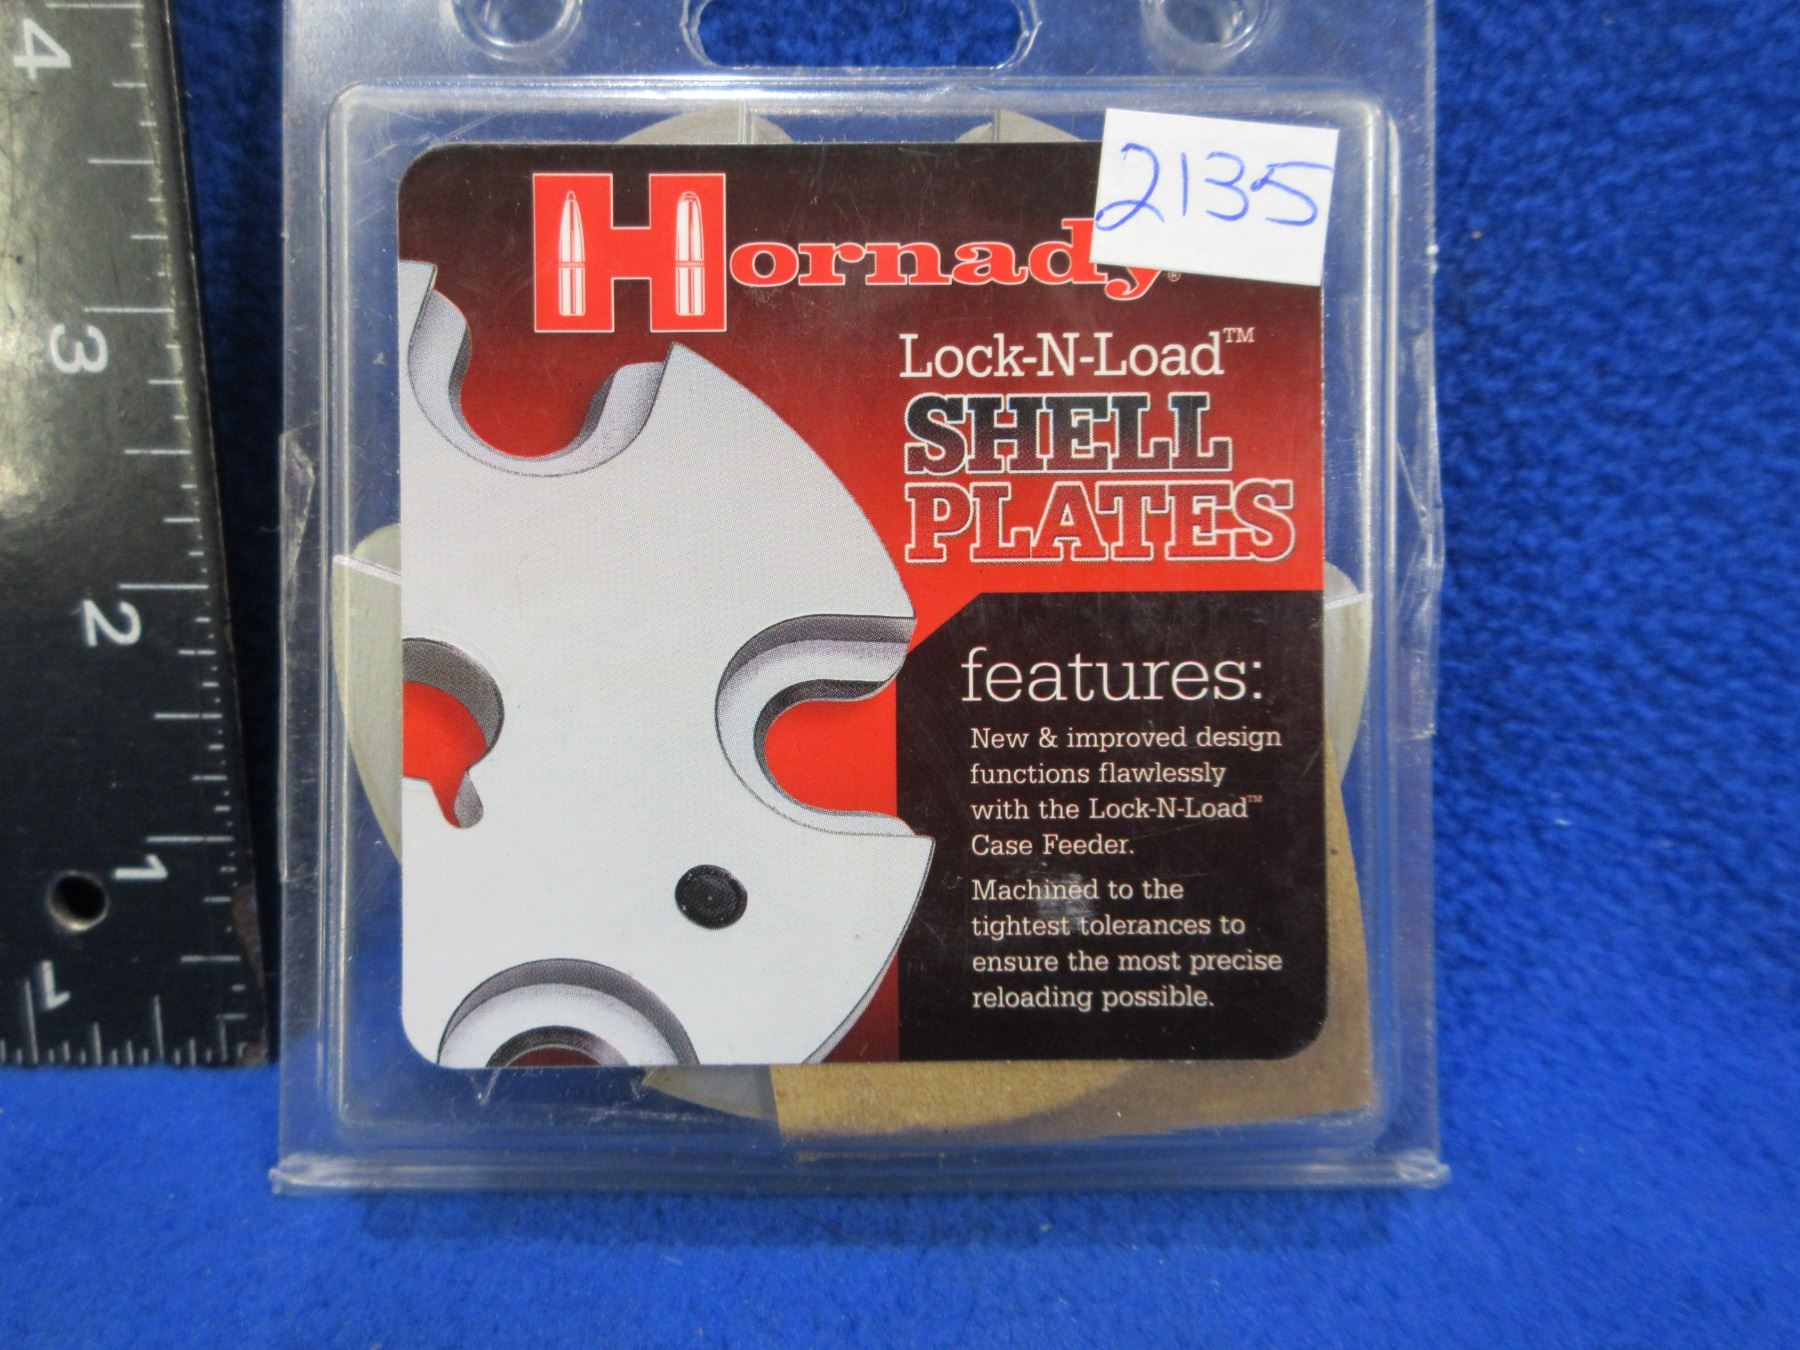 4
3
2
1
2135
Hornady®
Lock-N-Load™
SHELL
PLATES
features:
New & improved design
functions flawlessly
with the Lock-N-Load™
Case Feeder.
Machined to the
tightest tolerances to
ensure the most precise
reloading possible.
1